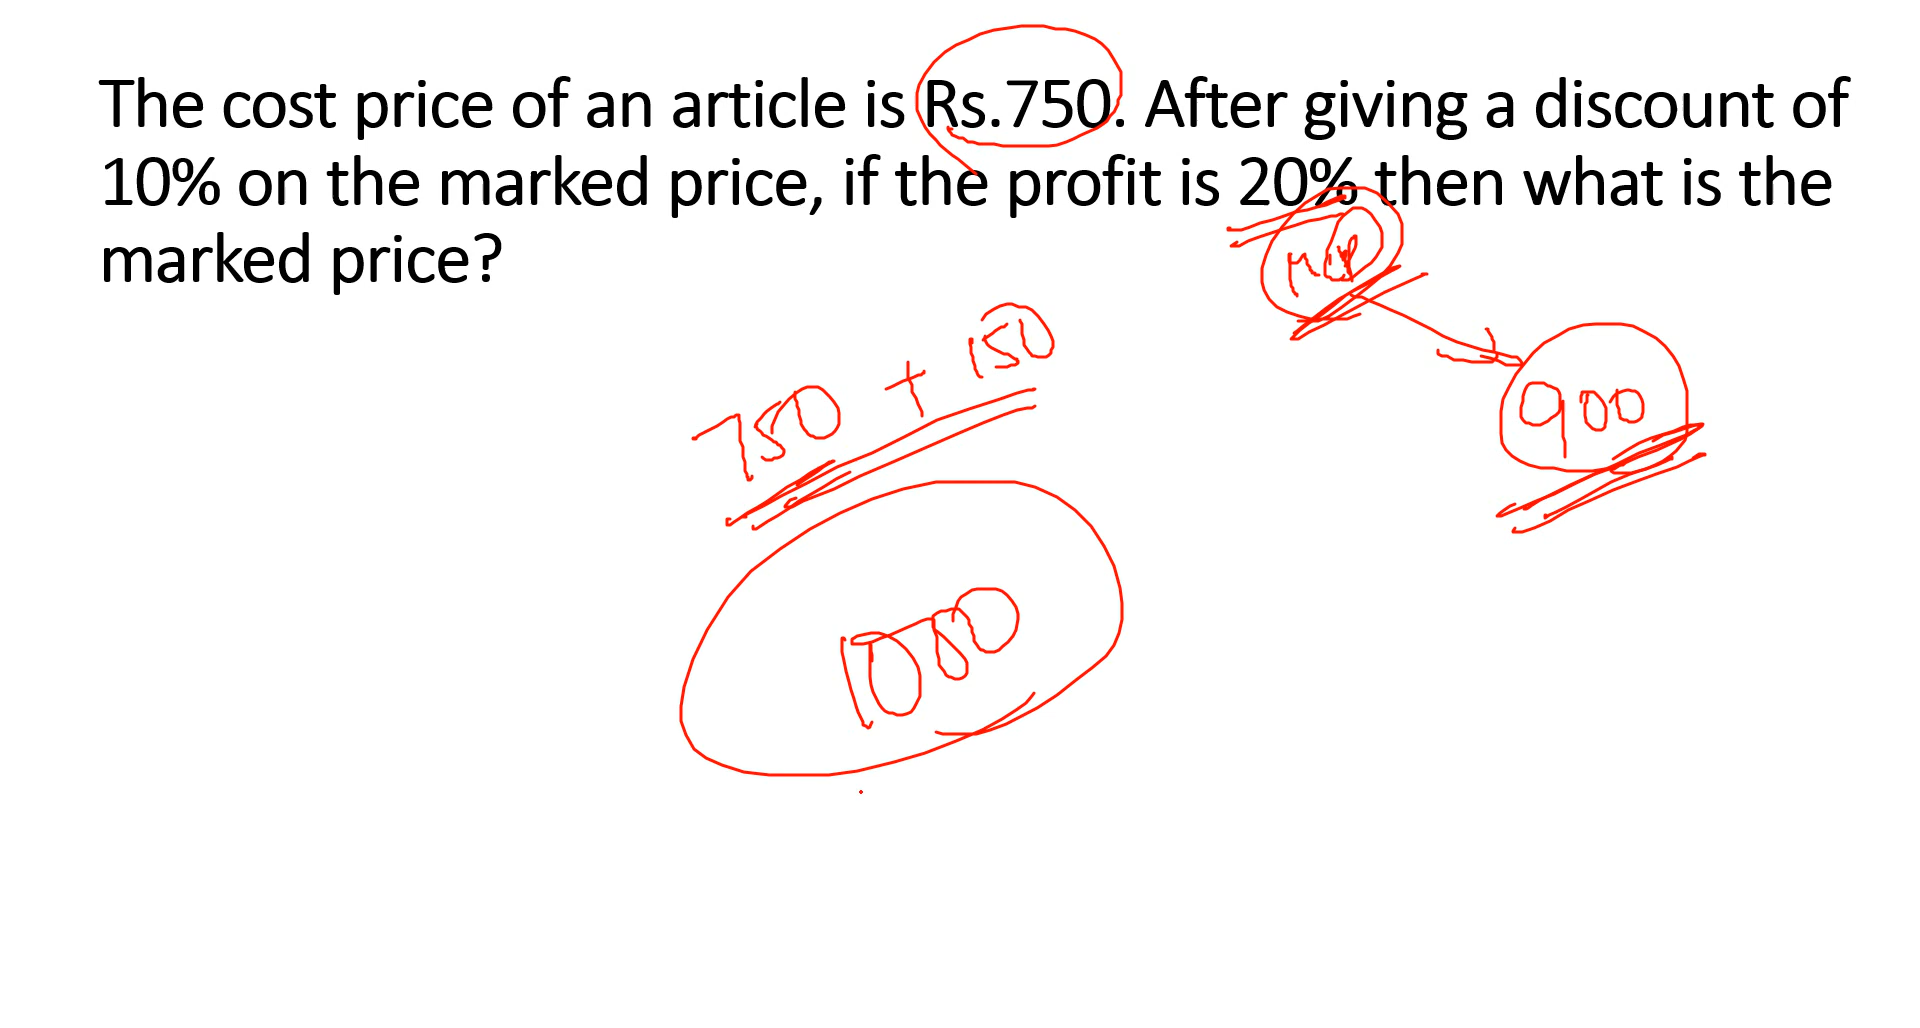 The cost price of an article is Rs.750. After giving a discount of
10% on the marked price, if the profit is 20% then what is the
marked price?
MP
750 + 150
900
1000